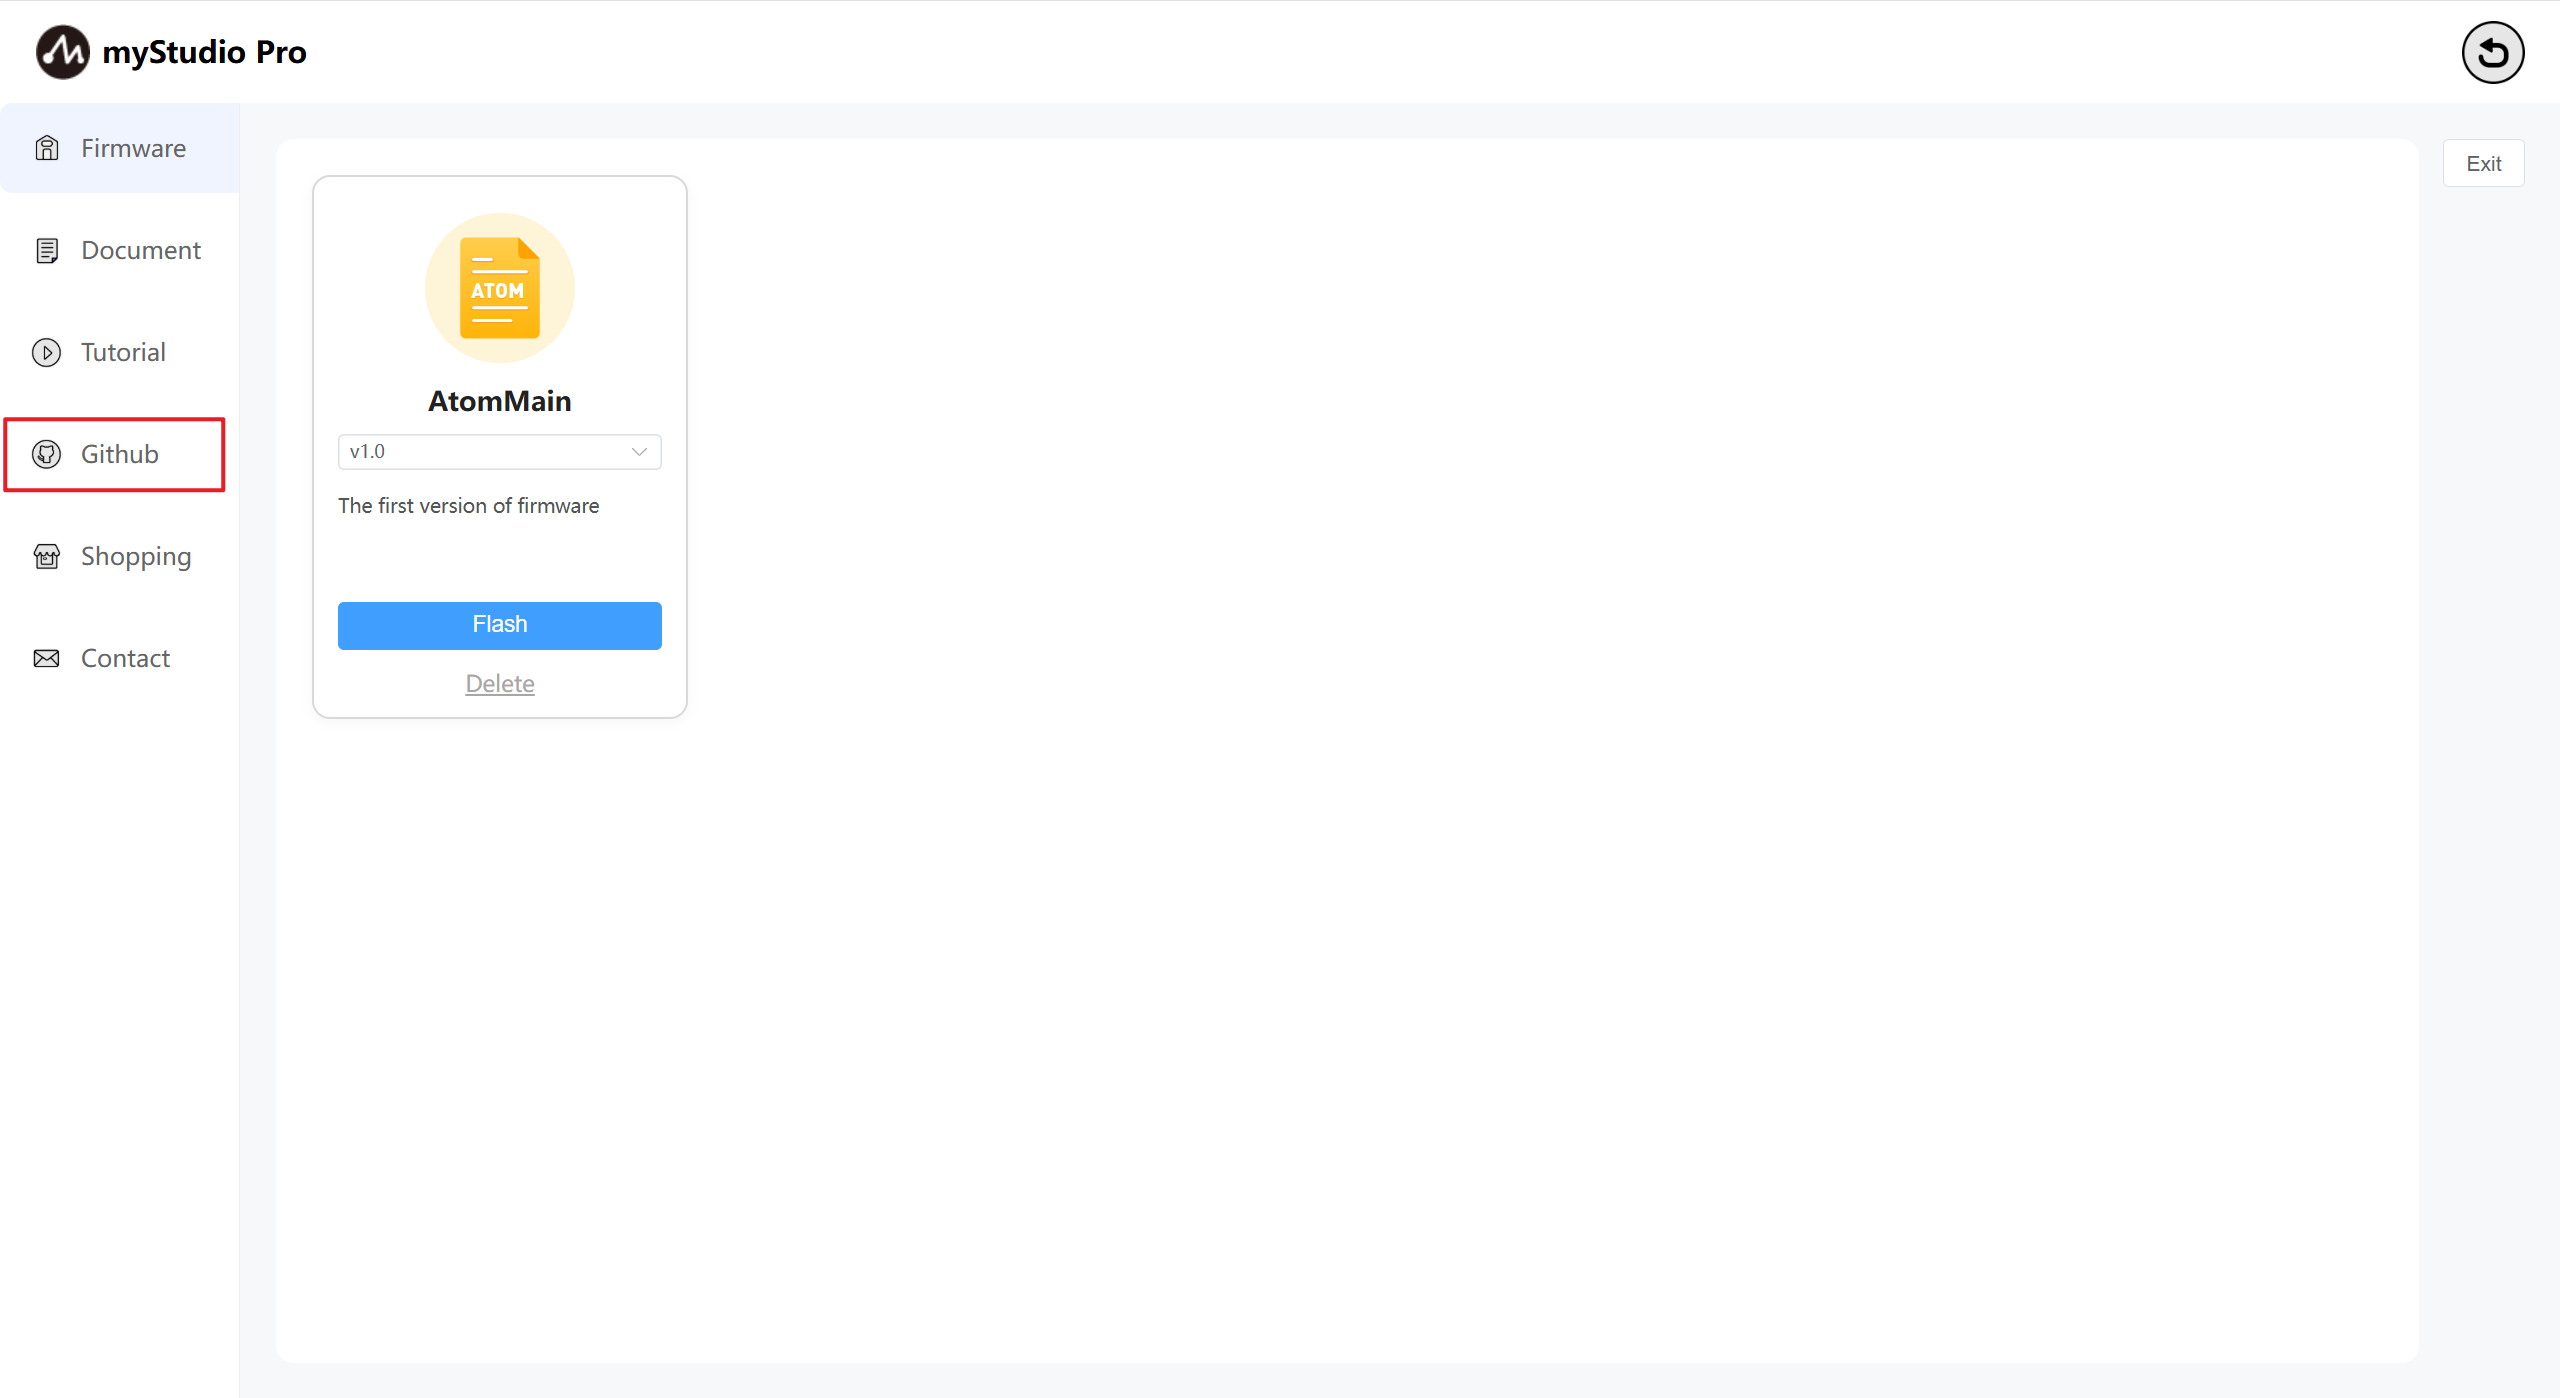 myStudio Pro
Firmware
Document
Tutorial
Github
Shopping
Contact
ATOM
AtomMain
v1.0
The first version of firmware
Flash
Delete
Exit